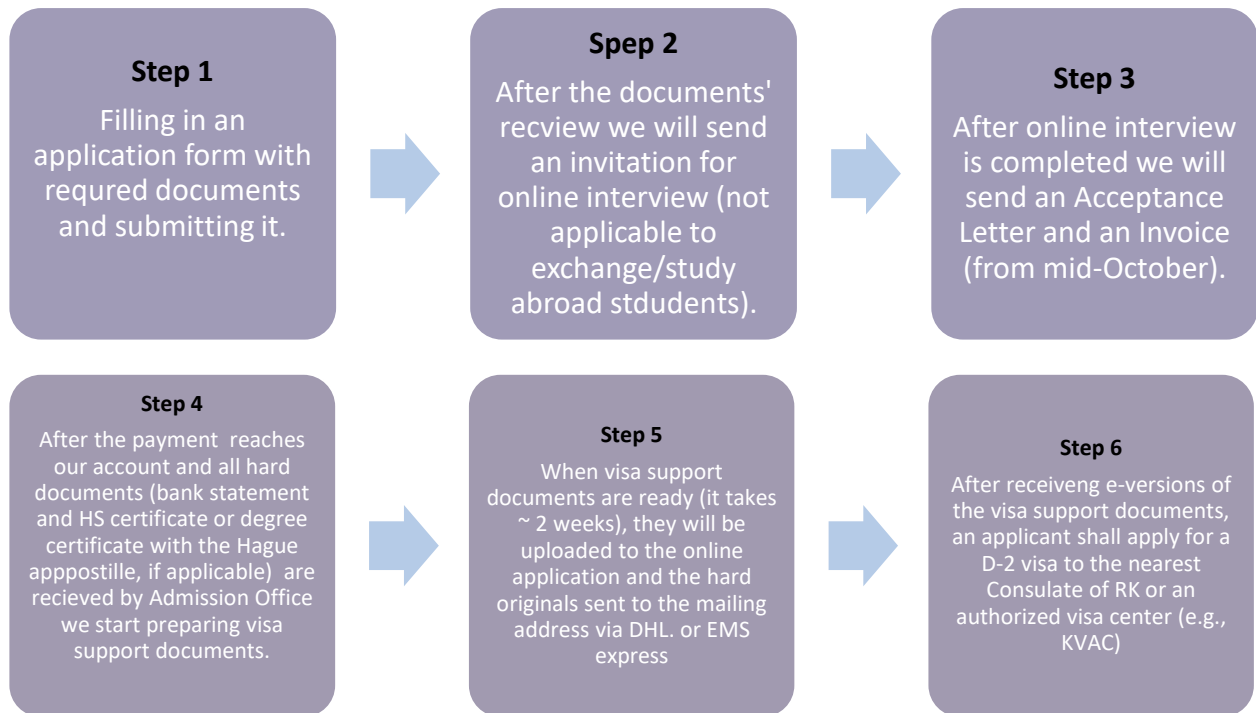 Step 1
Filling in an
application form with
requred documents
and submitting it.
Spep 2
After the documents'
recview we will send
an invitation for
online interview (not
applicable to
exchange/study
abroad stdudents).
Step 3
After online interview
is completed we will
send an Acceptance
Letter and an Invoice
(from mid-October).
Step 4
After the payment reaches
our account and all hard
documents (bank statement
and HS certificate or degree
certificate with the Hague
apppostille, if applicable) are
recieved by Admission Office
we start preparing visa
support documents.
Step 5
When visa support
documents are ready (it takes
~ 2 weeks), they will be
uploaded to the online
application and the hard
originals sent to the mailing
address via DHL. or EMS
express
Step 6
After receiveng e-versions of
the visa support documents,
an applicant shall apply for a
D-2 visa to the nearest
Consulate of RK or an
authorized visa center (e.g.,
KVAC)